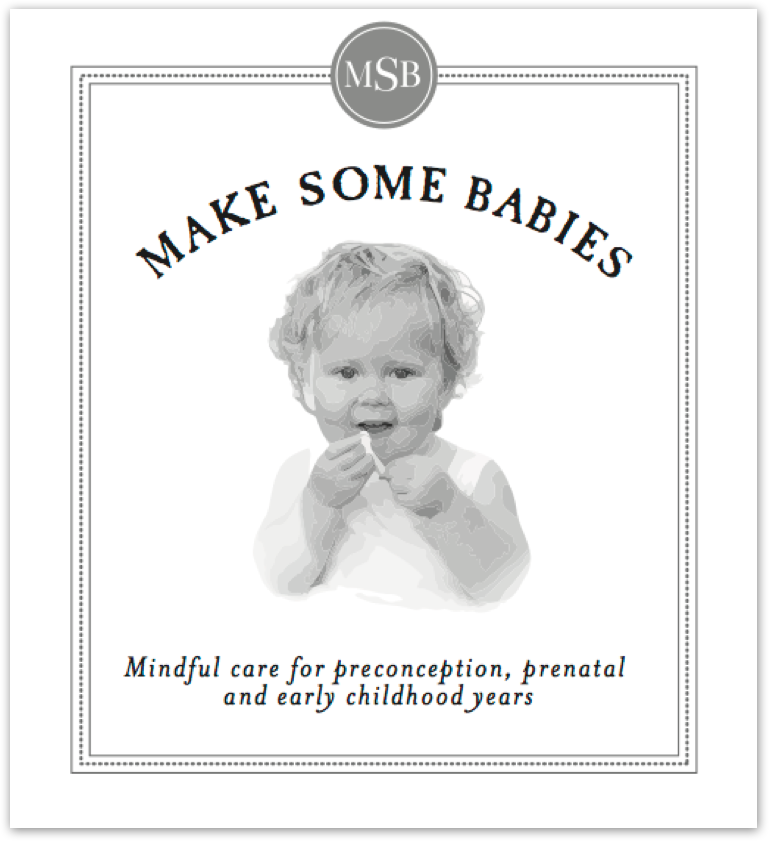 MSB
MAKE SOME BABIES
Mindful care for preconception, prenatal
and early childhood years